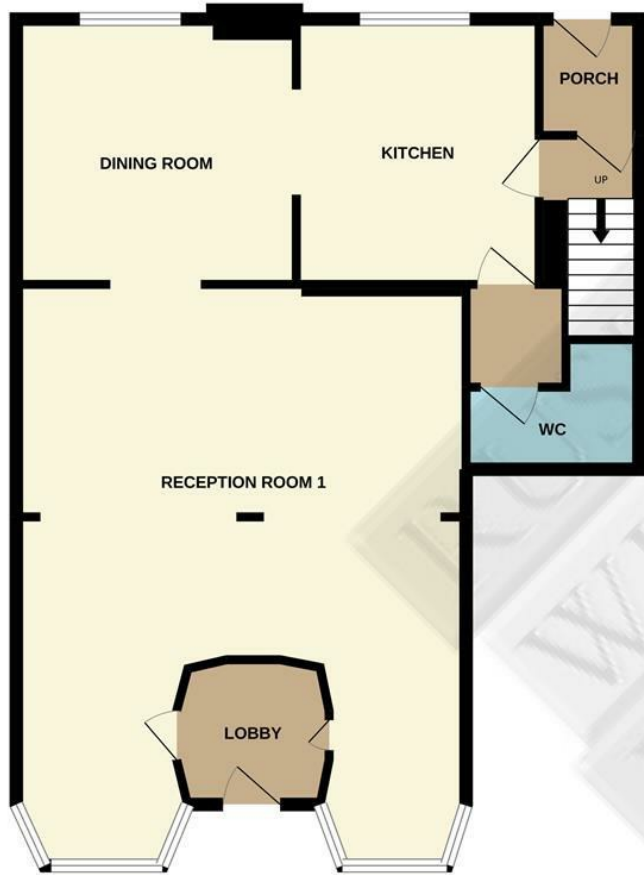 PORCH
DINING ROOM
KITCHEN
UP
WC
RECEPTION ROOM 1
LOBBY